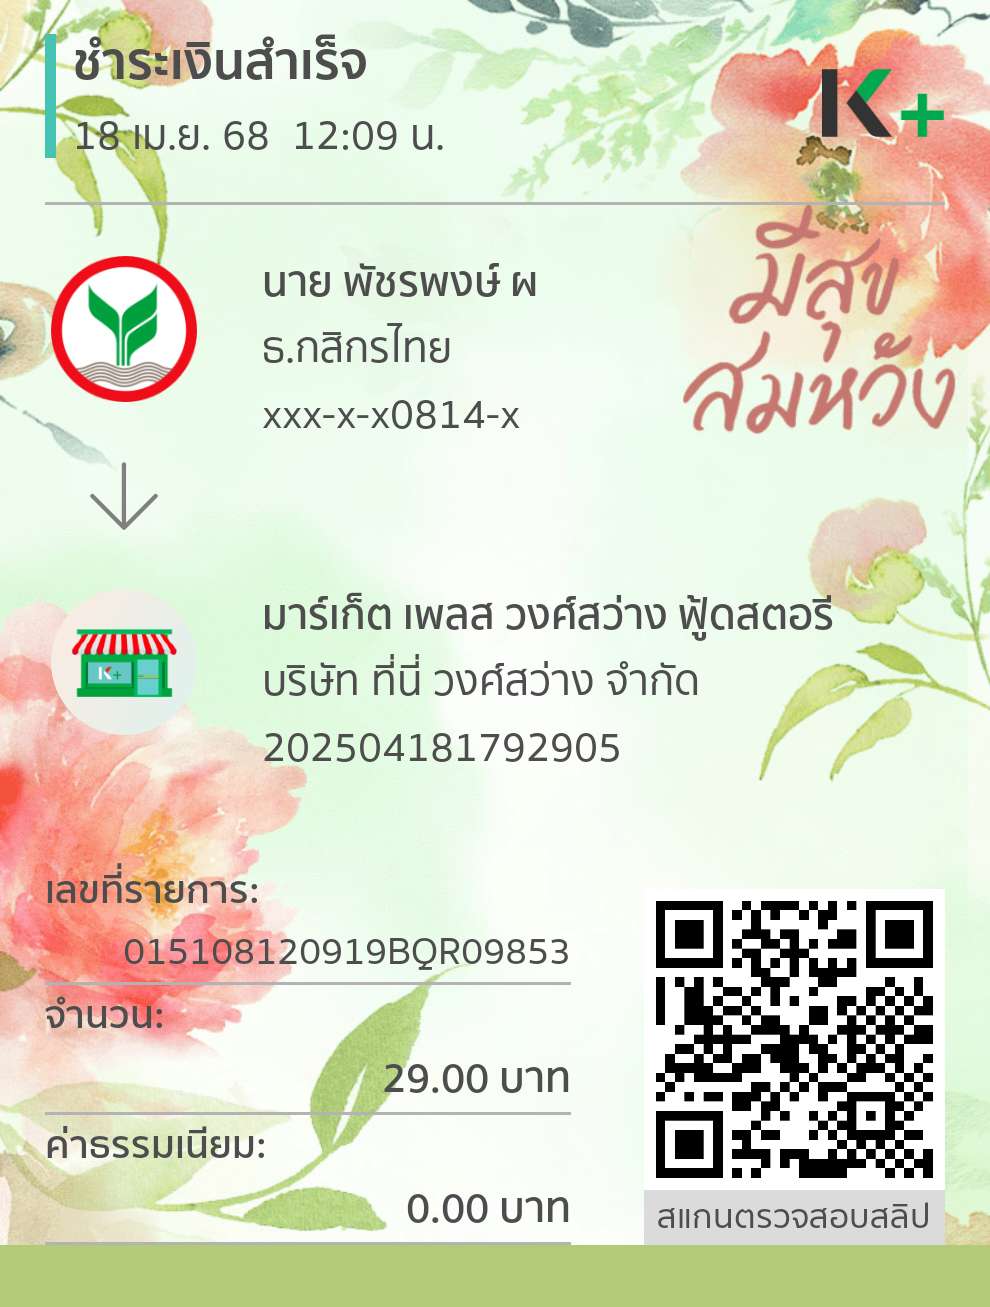 ชำระเงินสำเร็จ
18 เม.ย. 68 12:09 น.
K+
มีสุข
สมหวัง
นาย พัชรพงษ์ ผ
ธ.กสิกรไทย
xxx-x-x0814-x
K+
มาร์เก็ต เพลส วงศ์สว่าง ฟู้ดสตอรี
บริษัท ที่นี่ วงศ์สว่าง จำกัด
202504181792905
เลขที่รายการ:
015108120919BQR09853
จำนวน:
29.00 บาท
ค่าธรรมเนียม:
0.00 บาท
สแกนตรวจสอบสลิป